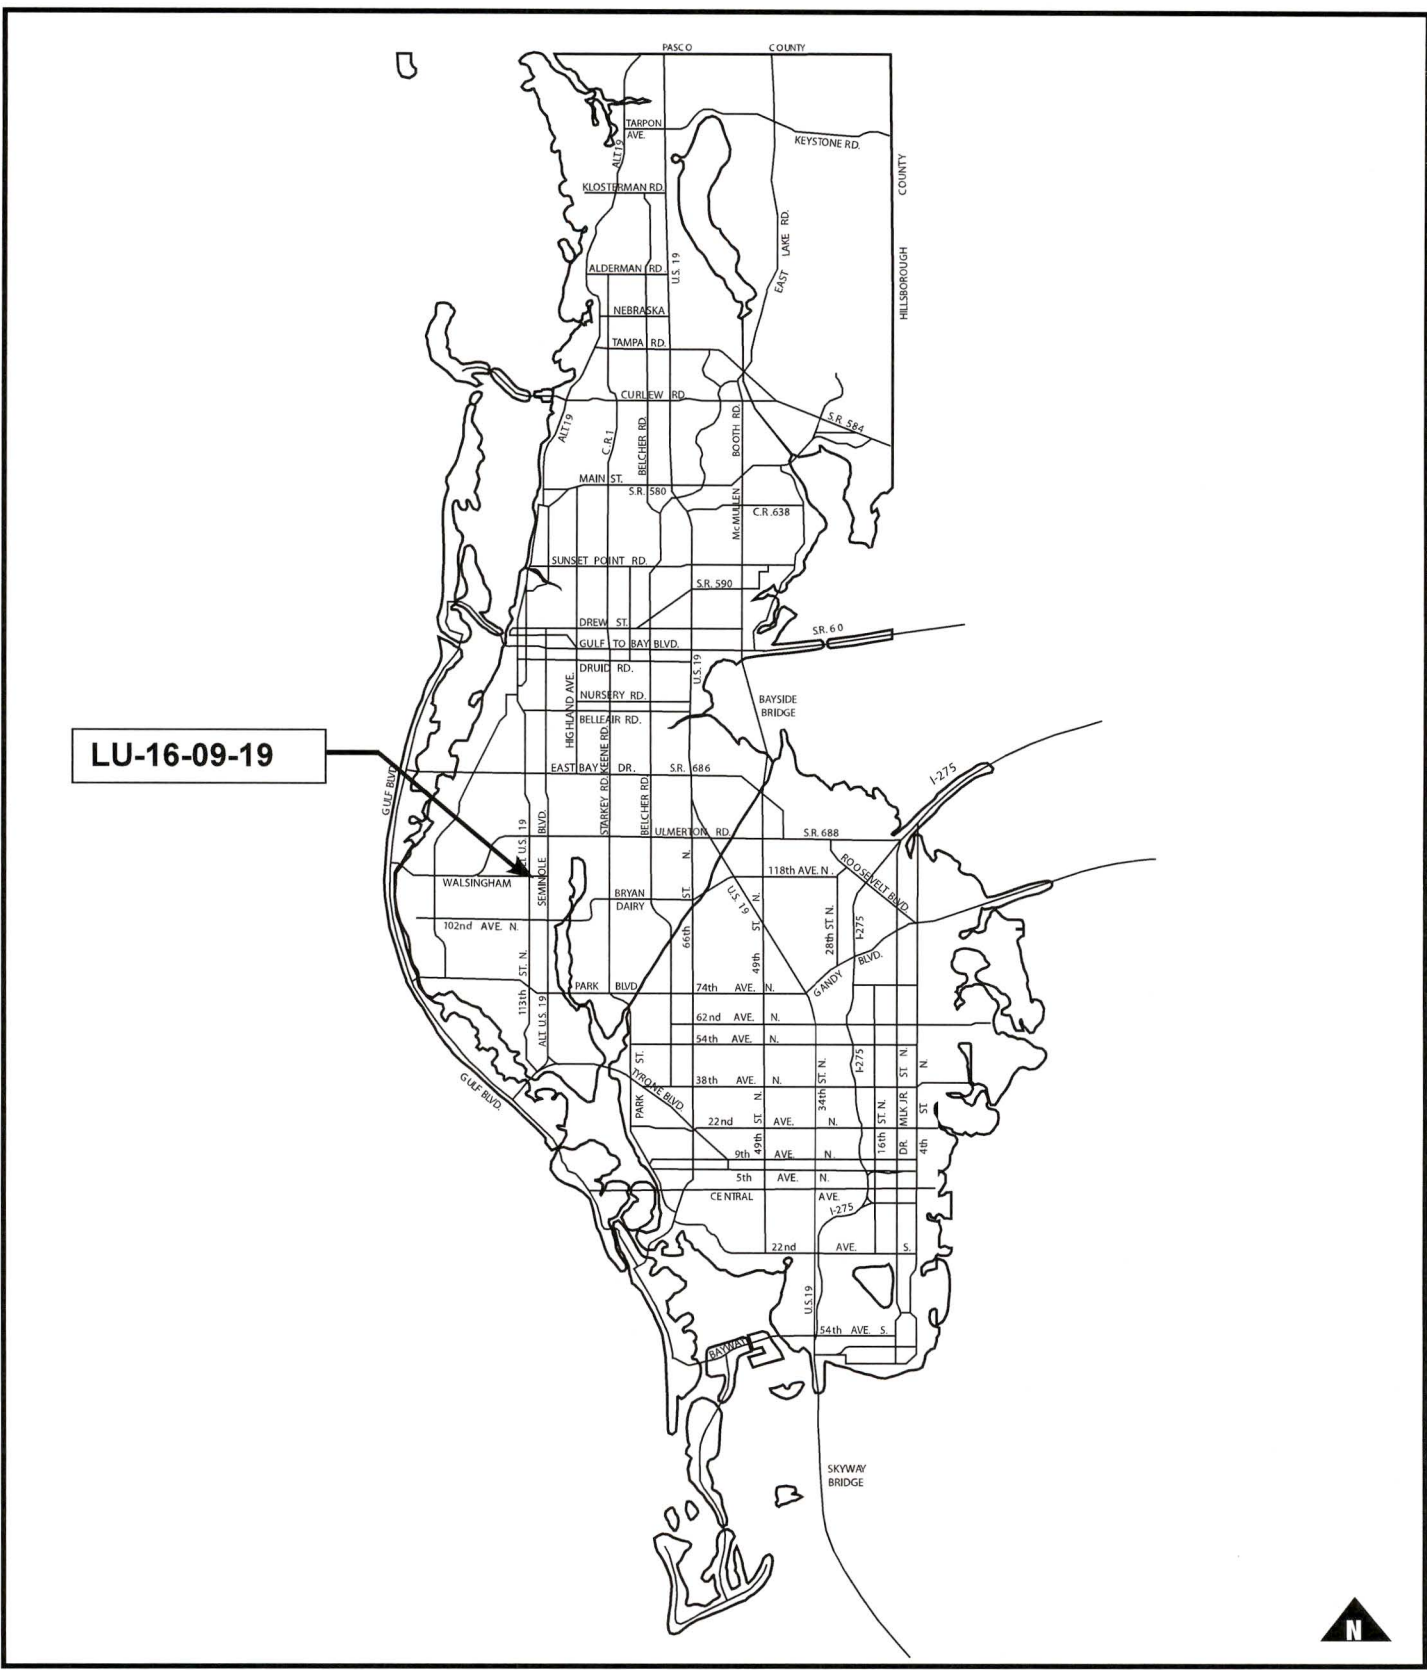 PASCO COUNTY
TARPON
AVE.
KEYSTONE RD.
ALT 19
COUNTY
HILLSBOROUGH
KLOSTERMAN RD.
EAST LAKE RD.
U.S. 19
ALDERMAN RD.
NEBRASKA
TAMPA RD.
CURLEW RD.
S.R. 584
ALT 19
C.R.1
BELCHER RD.
BOOTH RD.
McMULLEN
MAIN ST.
S.R. 580
C.R.638
SUNSET POINT RD.
S.R. 590
DREW ST.
S.R. 60
GULF TO BAY BLVD.
DRUID RD.
U.S. 19
NURSERY RD.
BELLEAIR RD.
HIGHLAND AVE.
BAYSIDE
BRIDGE
LU-16-09-19
GULF BLVD.
EAST BAY DR. S.R. 686
STARKEY RD.
KEENE RD.
BELCHER RD.
I-275
U.S. 19
SEMINOLE BLVD.
ULMERTON RD. S.R. 688
ROOSEVELT BLVD.
WALSINGHAM
118th AVE. N.
BRYAN
DAIRY
66th ST. N.
U.S. 19
49th ST. N.
28th ST. N.
I-275
102nd AVE. N.
GANDY BLVD.
113th ST. N.
ALT U.S. 19
PARK BLVD.
74th AVE. N.
62nd AVE. N.
54th AVE. N.
38th AVE. N.
GULF BLVD.
TYRONE BLVD.
PARK ST.
49th ST. N.
34th ST. N.
I-275
16th ST. N.
DR. MLK JR. ST N.
4th ST N.
22nd AVE. N.
9th AVE. N.
5th AVE. N.
CENTRAL AVE.
I-275
22nd AVE. S.
U.S.19
54th AVE. S.
BAYWAY
SKYWAY
BRIDGE
N